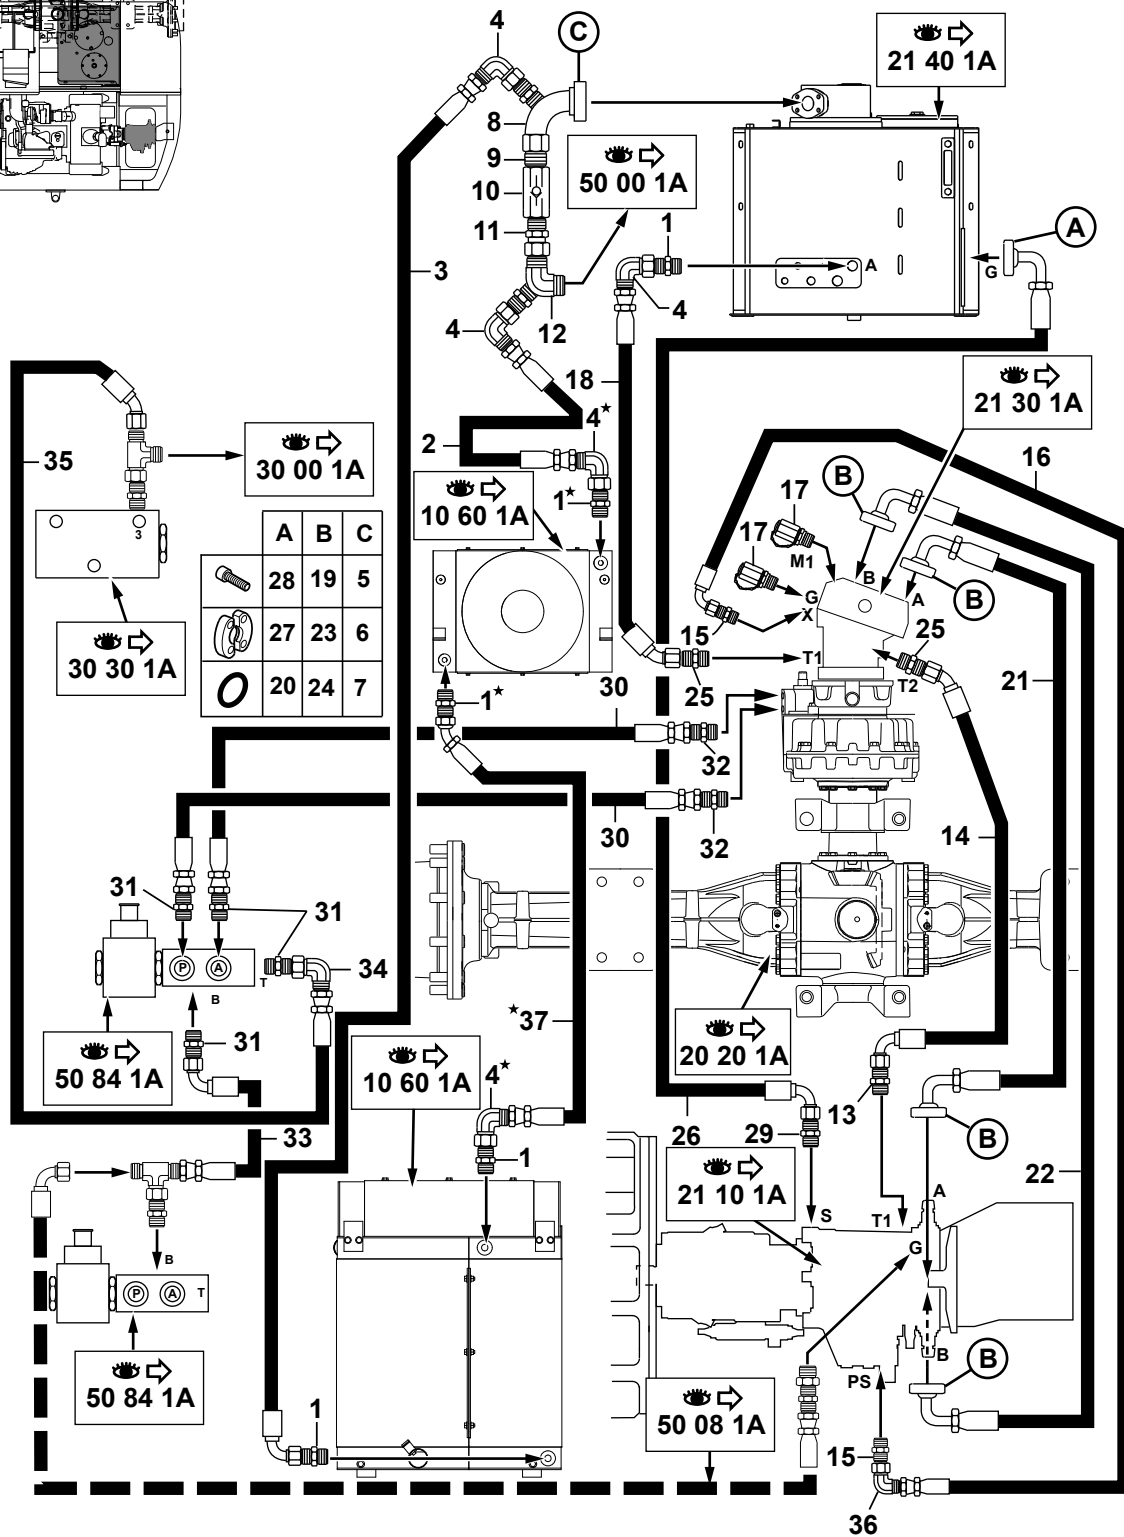 4
C
21 40 1A
8
9
50 00 1A
10
11
1
A
3
A
G
4
4
12
18
21 30 1A
4★
2
35
30 00 1A
16
17
B
10 60 1A
1★
3
17
A B C
M1
B
28 19 5
G
A
B
X
27 23 6
15
25
30 30 1A
T1
20 24 7
1★
30
25
T2
21
32
30
32
14
31
31
P
A
34
T
B
★37
31
20 20 1A
50 84 1A
10 60 1A
4★
13
B
33
26
29
1
22
21 10 1A
A
S
T1
G
B
P
A
T
B
B
50 84 1A
PS
50 08 1A
1
15
36